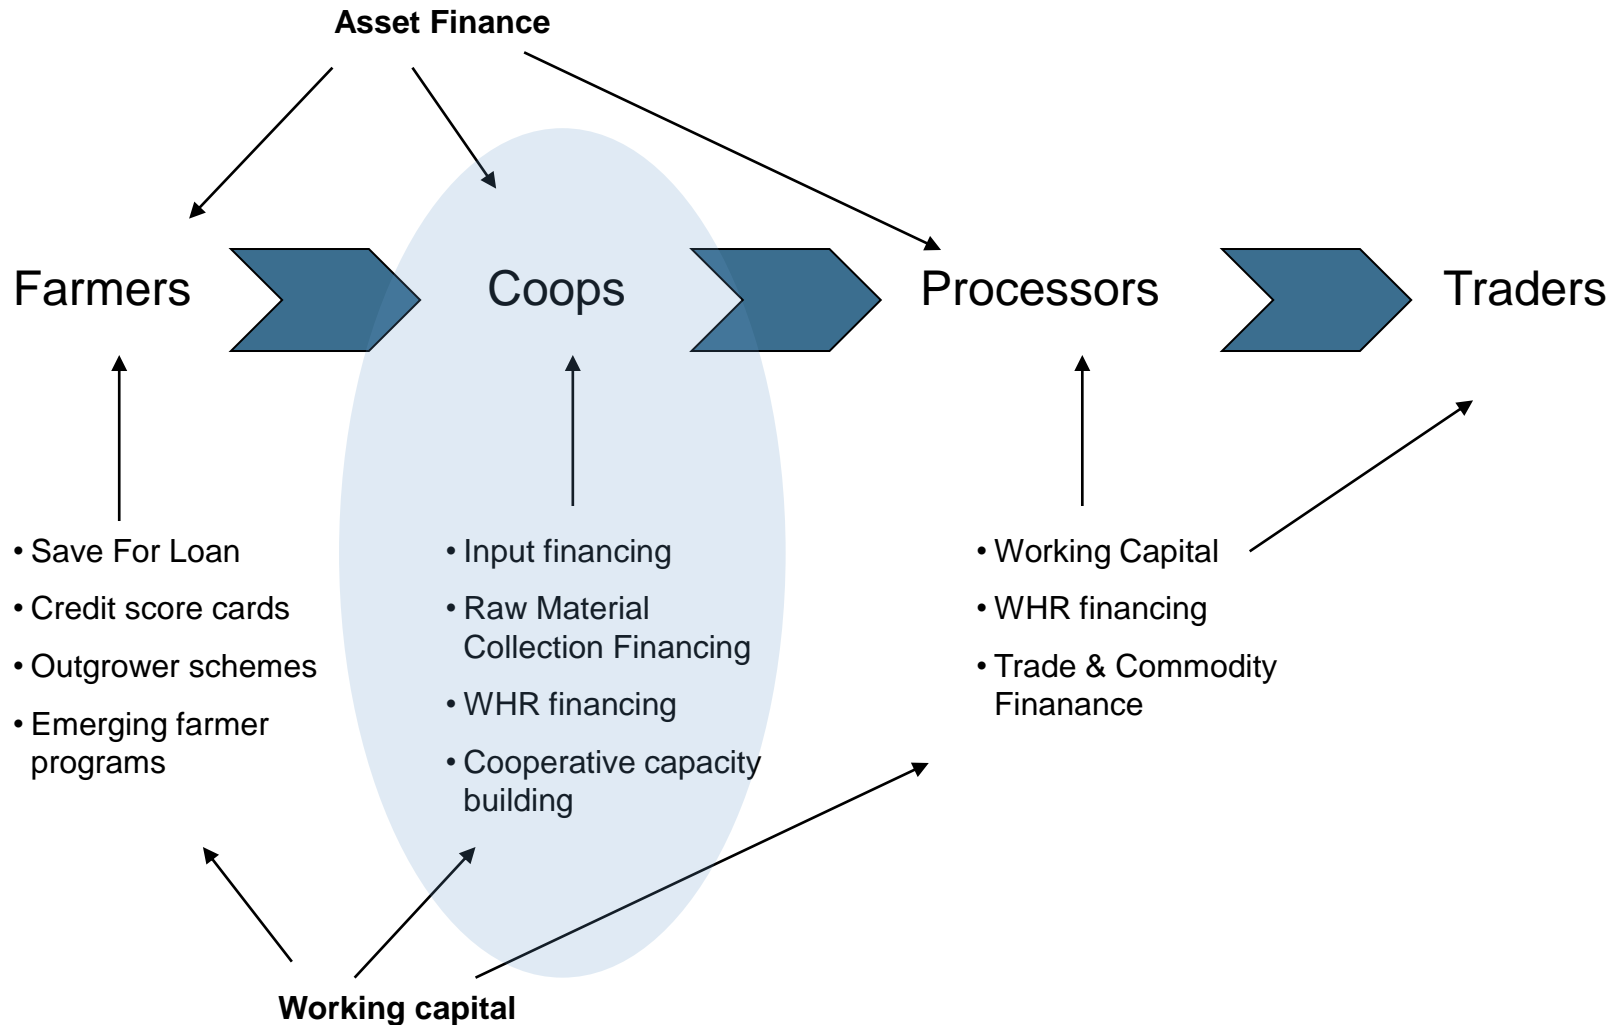 Asset Finance
Farmers
Coops
Processors
Traders
• Save For Loan
• Credit score cards
• Outgrower schemes
• Emerging farmer
programs
• Input financing
• Raw Material
Collection Financing
• WHR financing
• Cooperative capacity
building
• Working Capital
• WHR financing
• Trade & Commodity
Finanance
Working capital